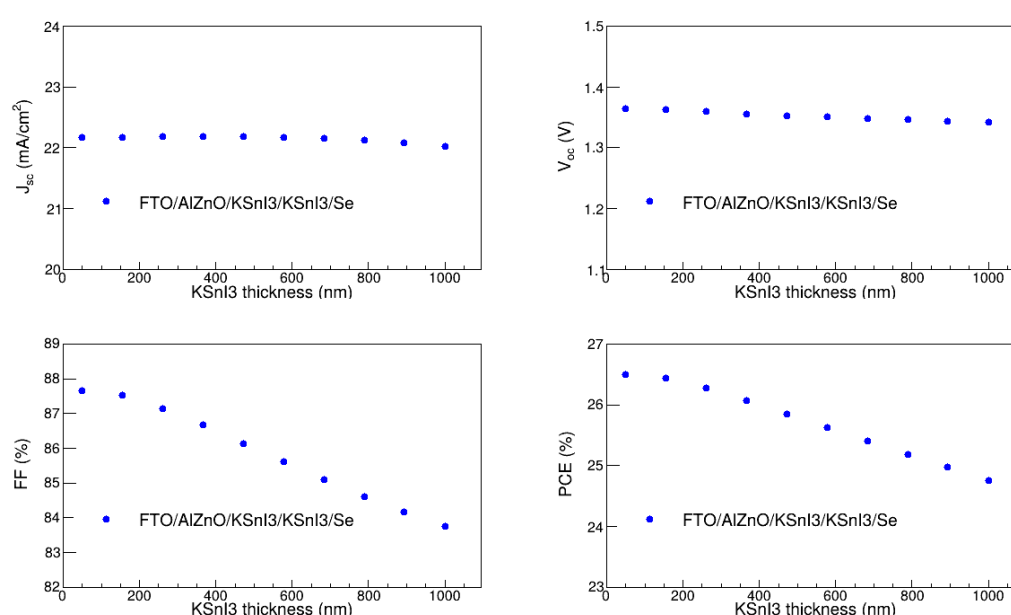 24
23
22
21
20
J_sc (mA/cm²)
FTO/AlZnO/KSnI3/KSnI3/Se
0 200 400 600 800 1000
KSnI3 thickness (nm)
1.5
1.4
1.3
1.2
1.1
V_oc (V)
FTO/AlZnO/KSnI3/KSnI3/Se
0 200 400 600 800 1000
KSnI3 thickness (nm)
89
88
87
86
85
84
83
82
FF (%)
FTO/AlZnO/KSnI3/KSnI3/Se
0 200 400 600 800 1000
KSnI3 thickness (nm)
27
26
25
24
23
PCE (%)
FTO/AlZnO/KSnI3/KSnI3/Se
0 200 400 600 800 1000
KSnI3 thickness (nm)